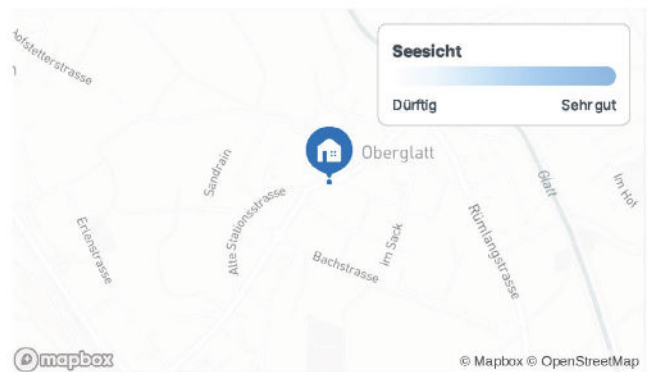 Hofstetterstrasse
Seesicht
Dürftig
Sehr gut
Oberglatt
Sandrain
Alte Stationsstrasse
Erlenstrasse
Bachstrasse
Im Sack
Rümlangstrasse
Glatt
Im Hof
mapbox
© Mapbox © OpenStreetMap